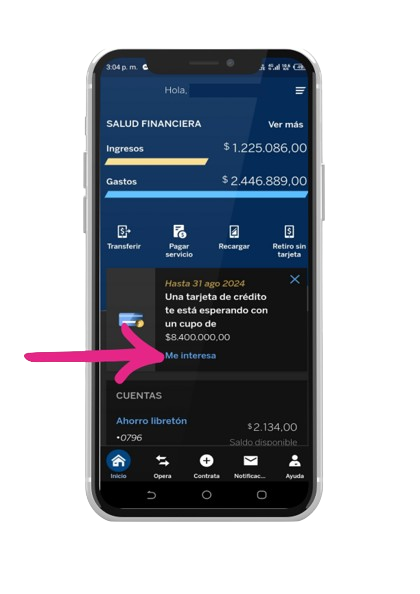 3:04 p. m.
Hola,
SALUD FINANCIERA
Ver más
Ingresos
$1.225.086,00
Gastos
$2.446.889,00
Transferir
Pagar servicio
Recargar
Retiro sin tarjeta
Hasta 31 ago 2024
Una tarjeta de crédito
te está esperando con
un cupo de
$8.400.000,00
Me interesa
CUENTAS
Ahorro libretón
$2.134,00
•0796
Saldo disponible
Inicio
Opera
Contrata
Notificac...
Ayuda